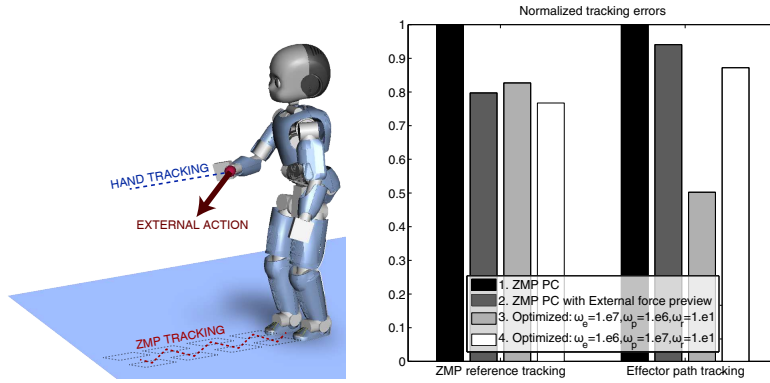 HAND TRACKING
EXTERNAL ACTION
ZMP TRACKING
Normalized tracking errors
1
0.9
0.8
0.7
0.6
0.5
0.4
0.3
0.2
0.1
0
1. ZMP PC
2. ZMP PC with External force preview
3. Optimized: ω_e=1.e7,ω_p=1.e6,ω_r=1.e1
4. Optimized: ω_e=1.e6,ω_p=1.e7,ω_r=1.e1
ZMP reference tracking
Effector path tracking